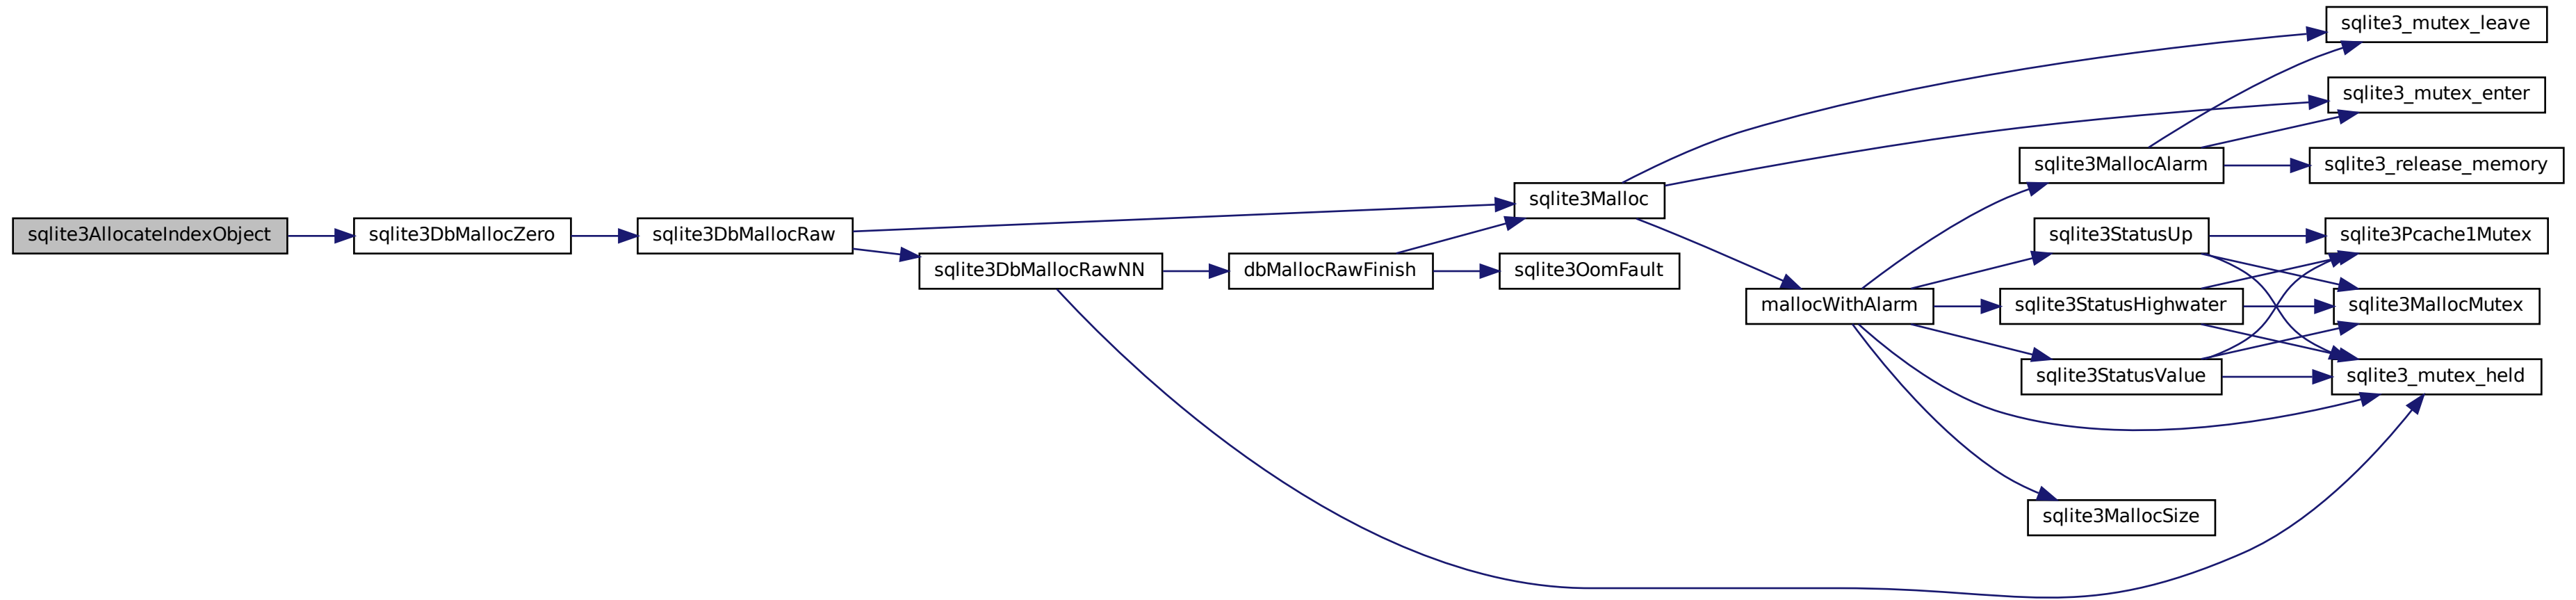 sqlite3_mutex_leave
sqlite3_mutex_enter
sqlite3MallocAlarm
sqlite3_release_memory
sqlite3Malloc
sqlite3AllocateIndexObject
sqlite3DbMallocZero
sqlite3DbMallocRaw
sqlite3StatusUp
sqlite3Pcache1Mutex
sqlite3DbMallocRawNN
dbMallocRawFinish
sqlite3OomFault
mallocWithAlarm
sqlite3StatusHighwater
sqlite3MallocMutex
sqlite3StatusValue
sqlite3_mutex_held
sqlite3MallocSize